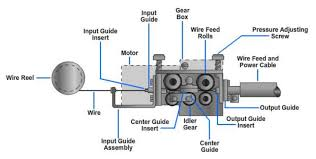 Input
Guide
Gear
Box
Wire Feed
Rolls
Pressure Adjusting
Screw
Input Guide
Insert
Motor
Wire Feed and
Power Cable
Wire Reel
Wire
Input Guide
Assembly
Center Guide
Insert
Idler
Gear
Center
Guide
Output Guide
Insert
Output Guide